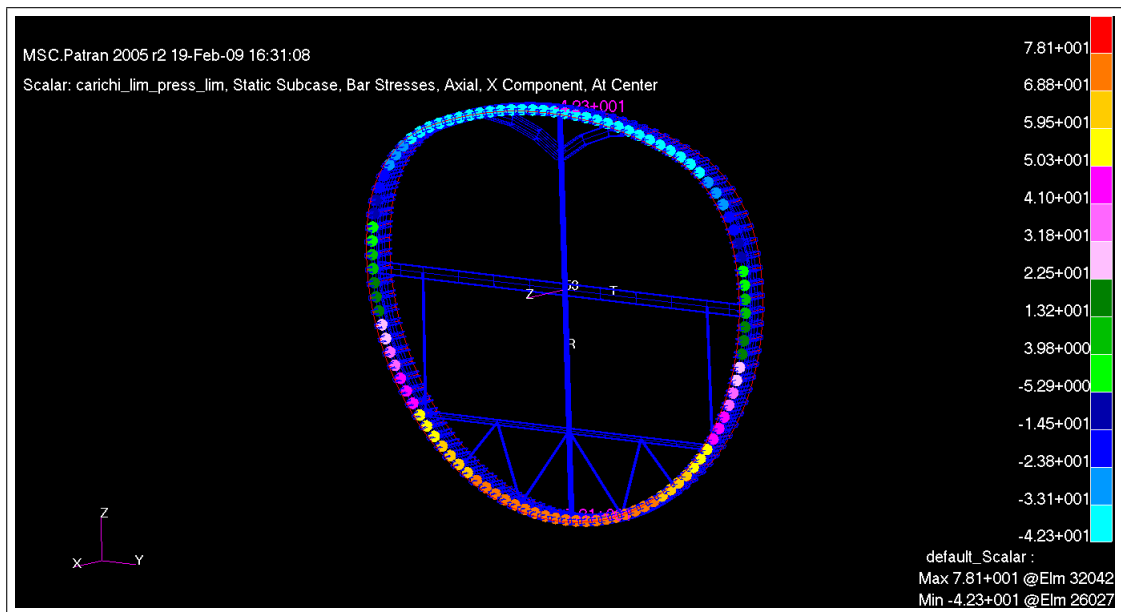 MSC.Patran 2005 r2 19-Feb-09 16:31:08
Scalar: carichi_lim_press_lim, Static Subcase, Bar Stresses, Axial, X Component, At Center
7.81+001
6.88+001
5.95+001
5.03+001
4.10+001
3.18+001
2.25+001
1.32+001
3.98+000
-5.29+000
-1.45+001
-2.38+001
-3.31+001
-4.23+001
-4.23+001
Z
T
R
Z
X
Y
default_Scalar :
Max 7.81+001 @Elm 32042
Min -4.23+001 @Elm 26027